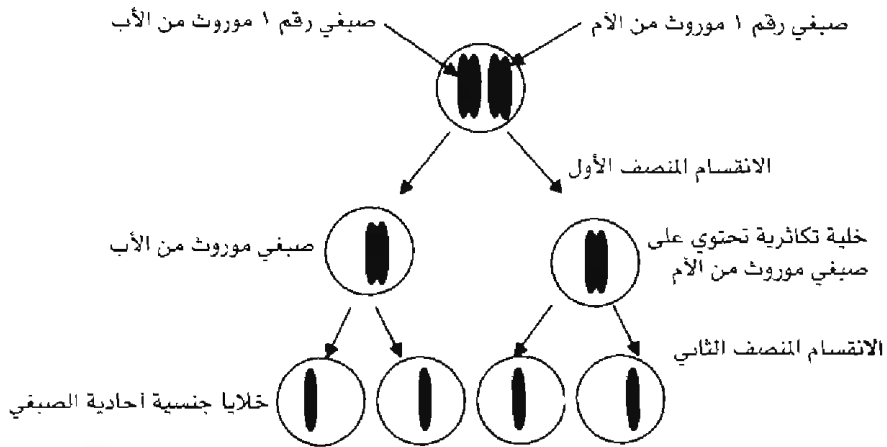 صبغي رقم ١ موروث من الأم
صبغي رقم ١ موروث من الأب
الانقسام المنصف الأول
خلية تكاثرية تحتوي على
صبغي موروث من الأم
صبغي موروث من الأب
الانقسام المنصف الثاني
خلايا جنسية أحادية الصبغي